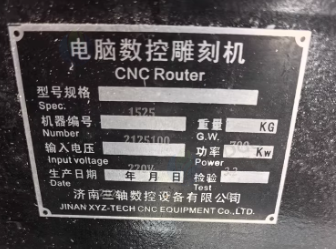 电脑数控雕刻机
CNC Router
型号规格
Spec. 1525
机器编号 重量 KG
Number 2125100 G.W. 700
输入电压 功率 Kw
Input voltage 220V Power
生产日期 年 月 日 检验
Date Test
济南三轴数控设备有限公司
JINAN XYZ-TECH CNC EQUIPMENT Co.,LTD.